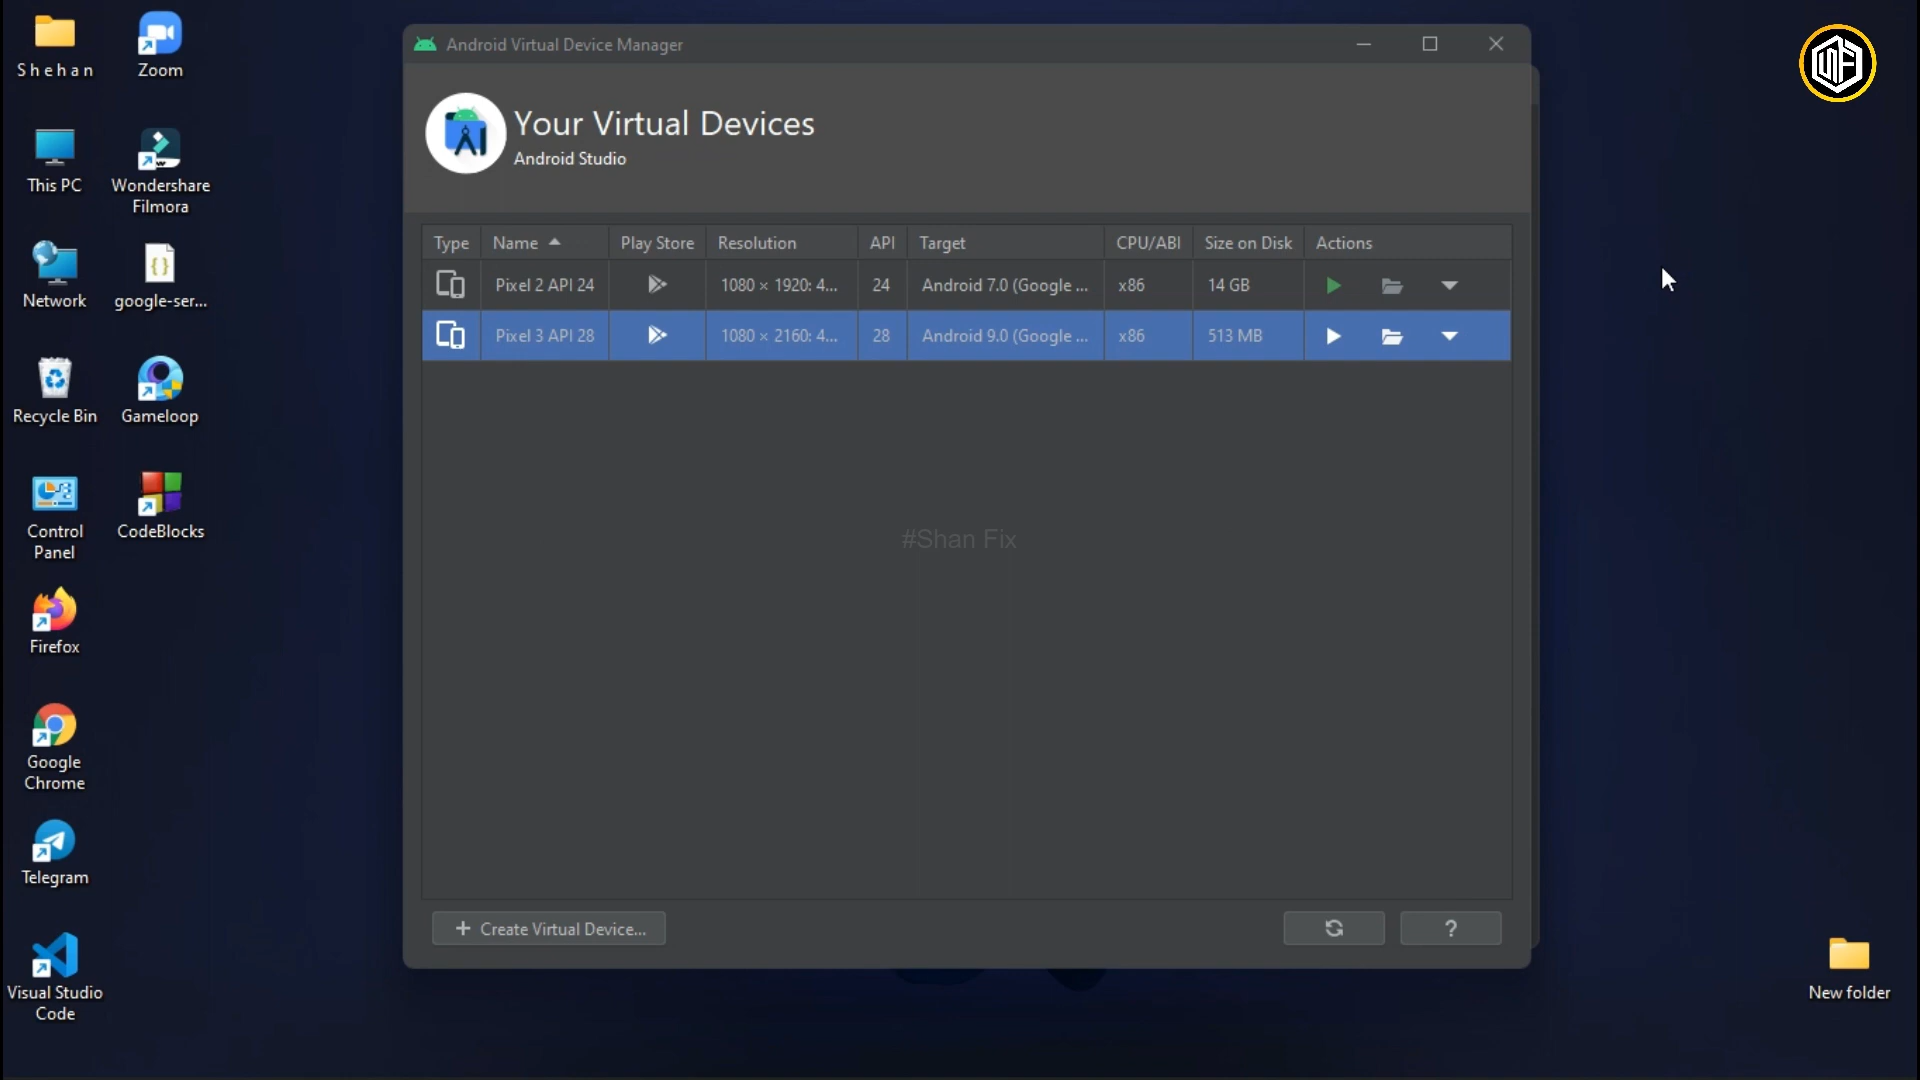 Shehan
Zoom
This PC
Wondershare
Filmora
Network
google-ser...
Recycle Bin
Gameloop
Control
Panel
CodeBlocks
Firefox
Google
Chrome
Telegram
Visual Studio
Code
Android Virtual Device Manager
Your Virtual Devices
Android Studio
Type Name Play Store Resolution API Target CPU/ABI Size on Disk Actions
Pixel 2 API 24 1080 × 1920: 4... 24 Android 7.0 (Google ... x86 14 GB
Pixel 3 API 28 1080 × 2160: 4... 28 Android 9.0 (Google ... x86 513 MB
#Shan Fix
+ Create Virtual Device...
?
New folder